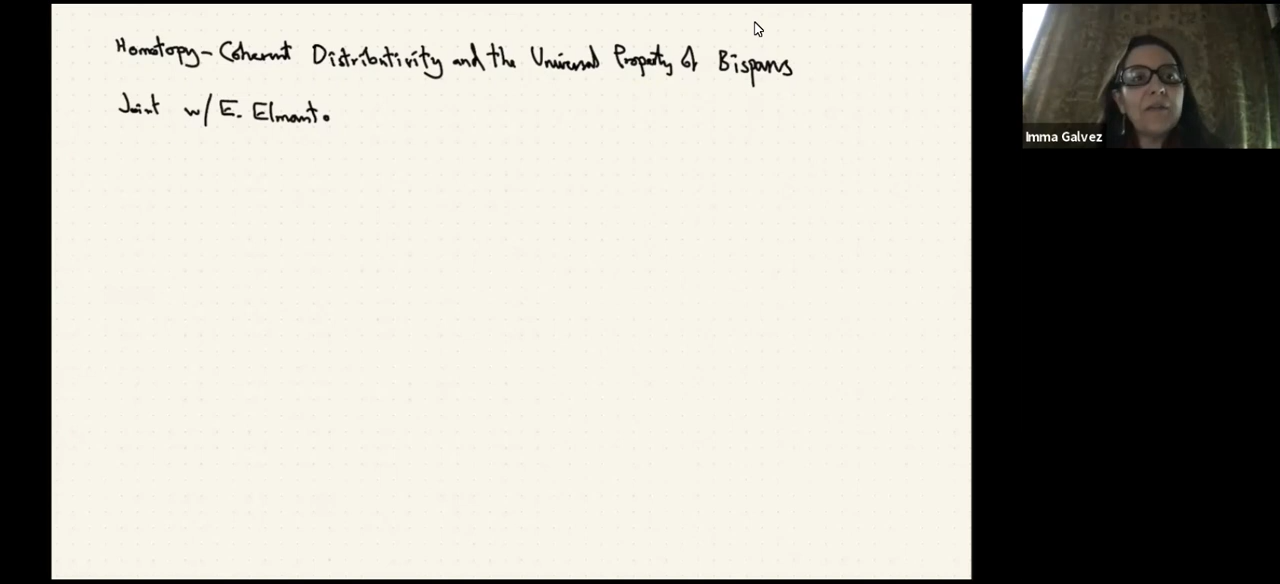 Homotopy-Coherent Distributivity and the Universal Property of Bispans
Joint w/ E. Elmanto.
Imma Galvez